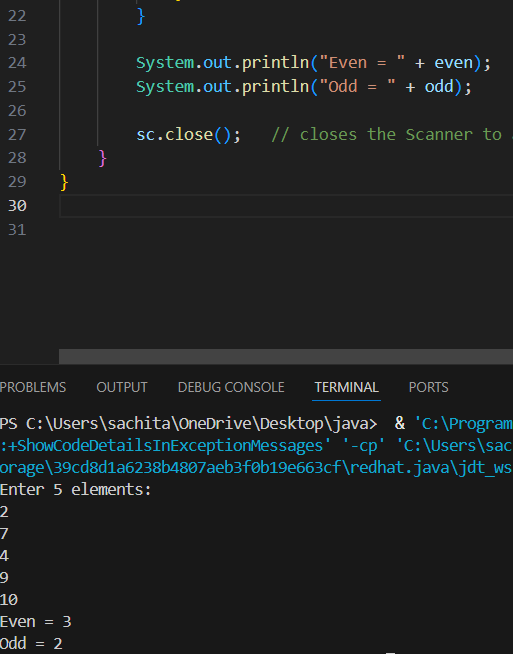 22 }
23
24 System.out.println("Even = " + even);
25 System.out.println("Odd = " + odd);
26
27 sc.close(); // closes the Scanner to
28 }
29 }
30
31
PROBLEMS OUTPUT DEBUG CONSOLE TERMINAL PORTS
PS C:\Users\sachita\OneDrive\Desktop\java> & 'C:\Program
:+ShowCodeDetailsInExceptionMessages' '-cp' 'C:\Users\sac
orage\39cd8d1a6238b4807aeb3f0b19e663cf\redhat.java\jdt_ws
Enter 5 elements:
2
7
4
9
10
Even = 3
Odd = 2